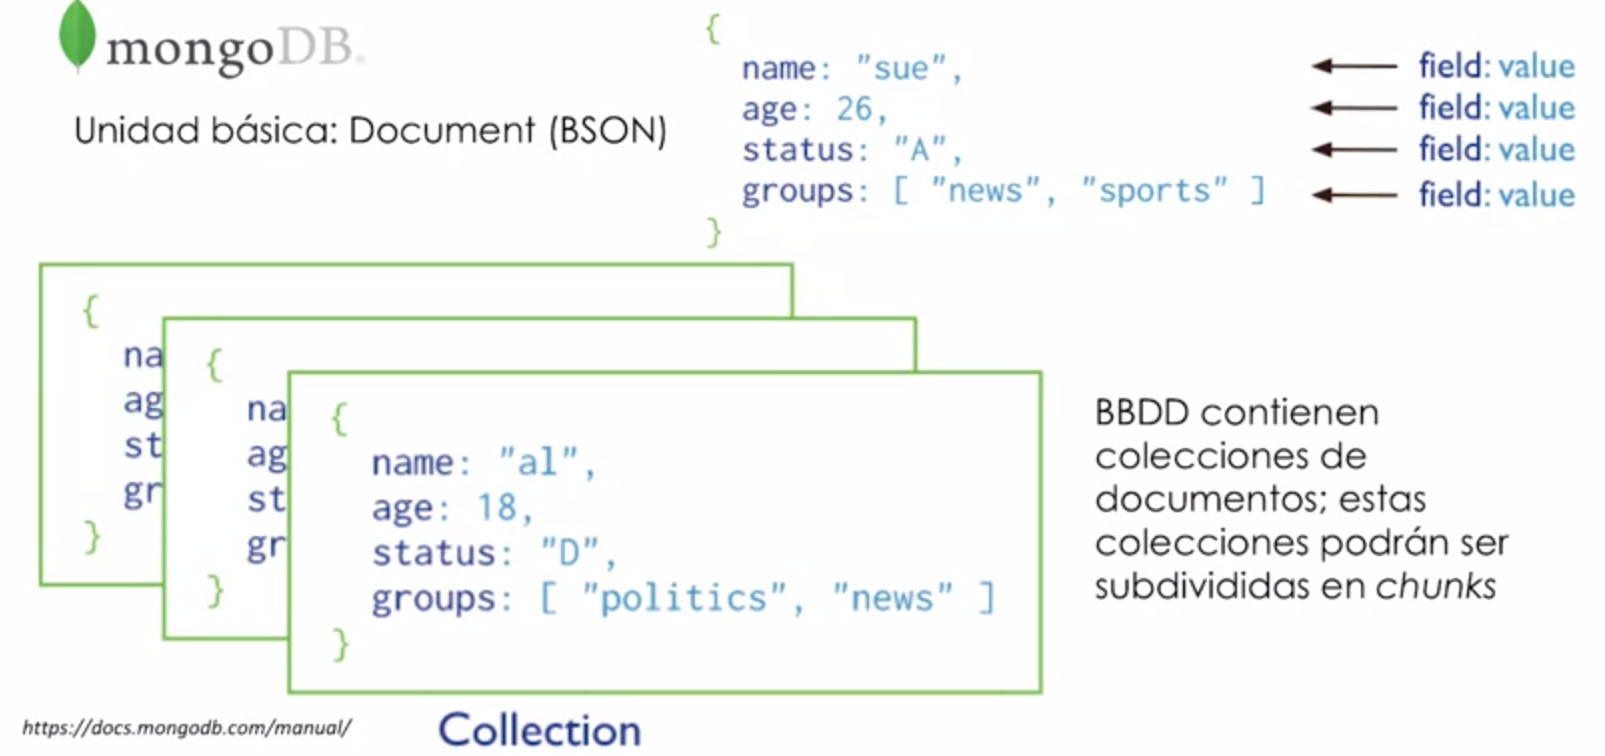 mongoDB.
Unidad básica: Document (BSON)
{
name: "sue",
age: 26,
status: "A",
groups: [ "news", "sports" ]
}
field: value
field: value
field: value
field: value
{
na
ag
st
gr
}
{
na
ag
st
gr
}
{
name: "al",
age: 18,
status: "D",
groups: [ "politics", "news" ]
}
Collection
BBDD contienen
colecciones de
documentos; estas
colecciones podrán ser
subdivididas en chunks
https://docs.mongodb.com/manual/